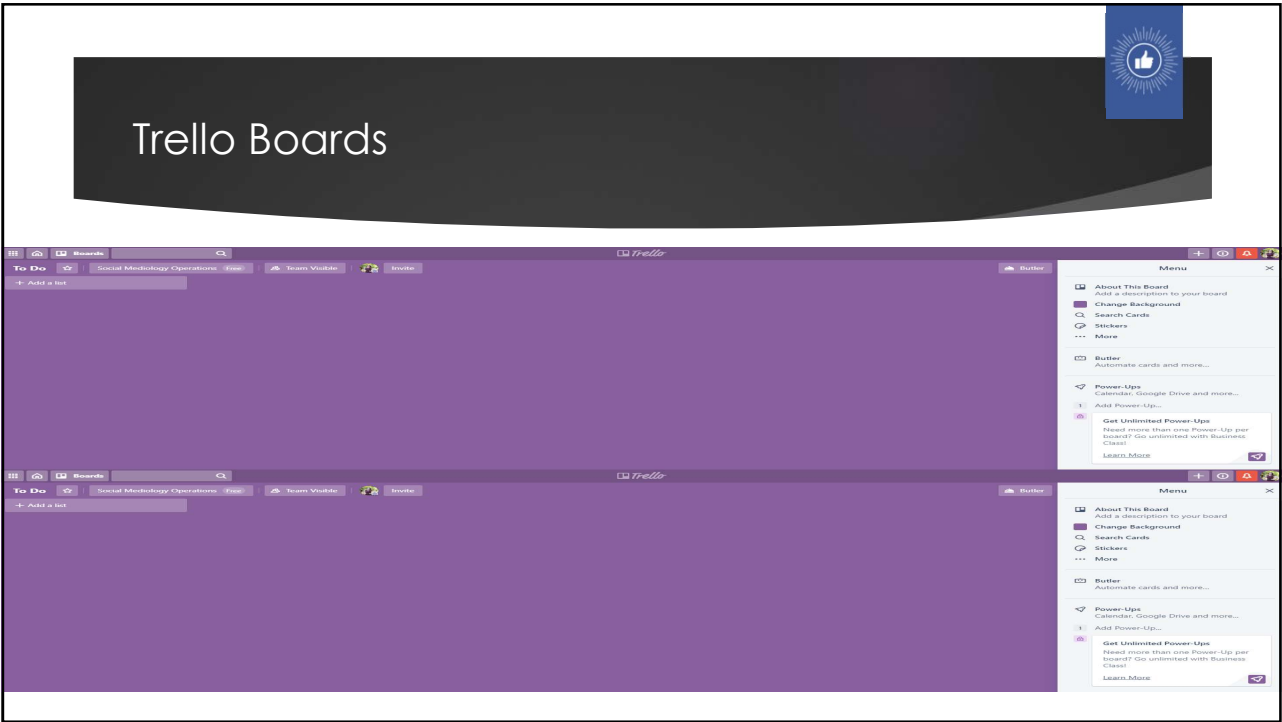 Trello Boards
Boards Trello
To Do Social Mediology Operations Free Team Visible Invite Butler Menu
+ Add a list
About This Board
Add a description to your board
Change Background
Search Cards
Stickers
More
Butler
Automate cards and more...
Power-Ups
Calendar, Google Drive and more...
Add Power-Up...
Get Unlimited Power-Ups
Need more than one Power-Up per
board? Go unlimited with Business
Class!
Learn More
Boards Trello
To Do Social Mediology Operations Free Team Visible Invite Butler Menu
+ Add a list
About This Board
Add a description to your board
Change Background
Search Cards
Stickers
More
Butler
Automate cards and more...
Power-Ups
Calendar, Google Drive and more...
Add Power-Up...
Get Unlimited Power-Ups
Need more than one Power-Up per
board? Go unlimited with Business
Class!
Learn More